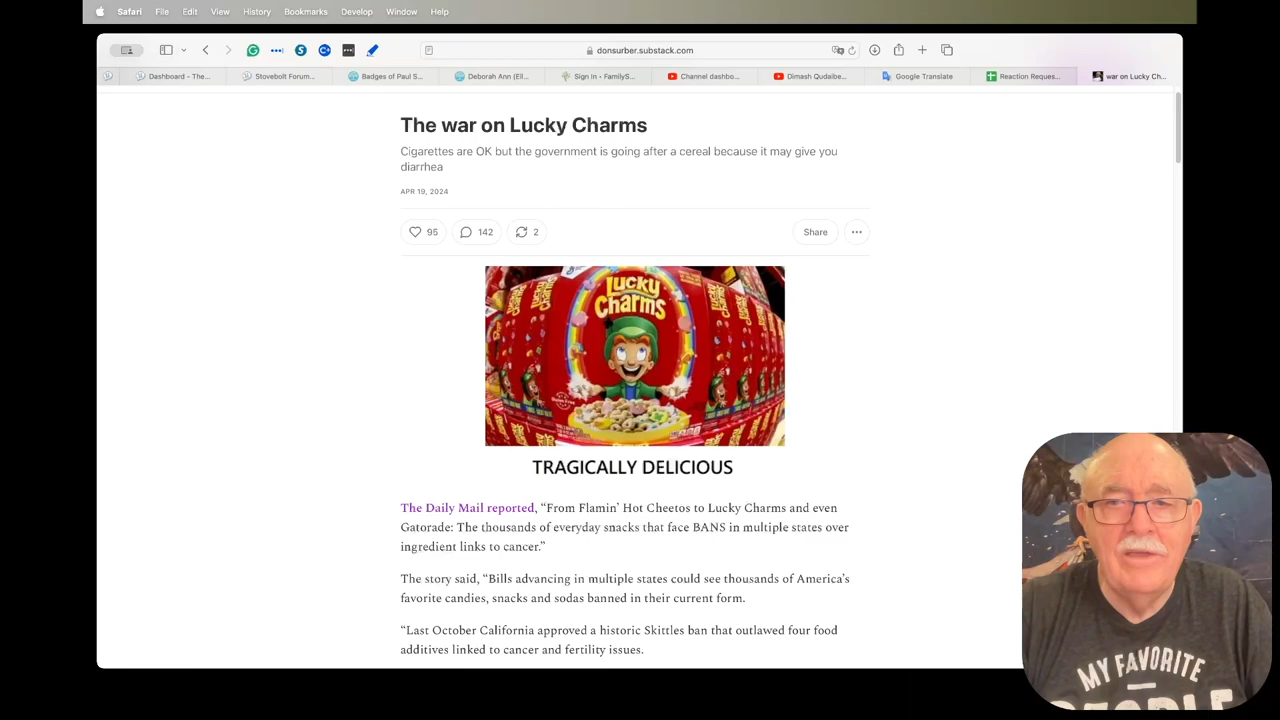 Safari File Edit View History Bookmarks Develop Window Help
donsurber.substack.com
Dashboard - The... Stovebolt Forum... Badges of Paul S... Deborah Ann (Ell... Sign In • FamilyS... Channel dashbo... Dimash Qudaibe... Google Translate Reaction Reques... war on Lucky Ch...
The war on Lucky Charms
Cigarettes are OK but the government is going after a cereal because it may give you
diarrhea
APR 19, 2024
95 142 2 Share
Lucky
Charms
TRAGICALLY DELICIOUS
The Daily Mail reported, “From Flamin’ Hot Cheetos to Lucky Charms and even
Gatorade: The thousands of everyday snacks that face BANS in multiple states over
ingredient links to cancer.”
The story said, “Bills advancing in multiple states could see thousands of America’s
favorite candies, snacks and sodas banned in their current form.
“Last October California approved a historic Skittles ban that outlawed four food
additives linked to cancer and fertility issues.
MY FAVORITE
PEOPLE